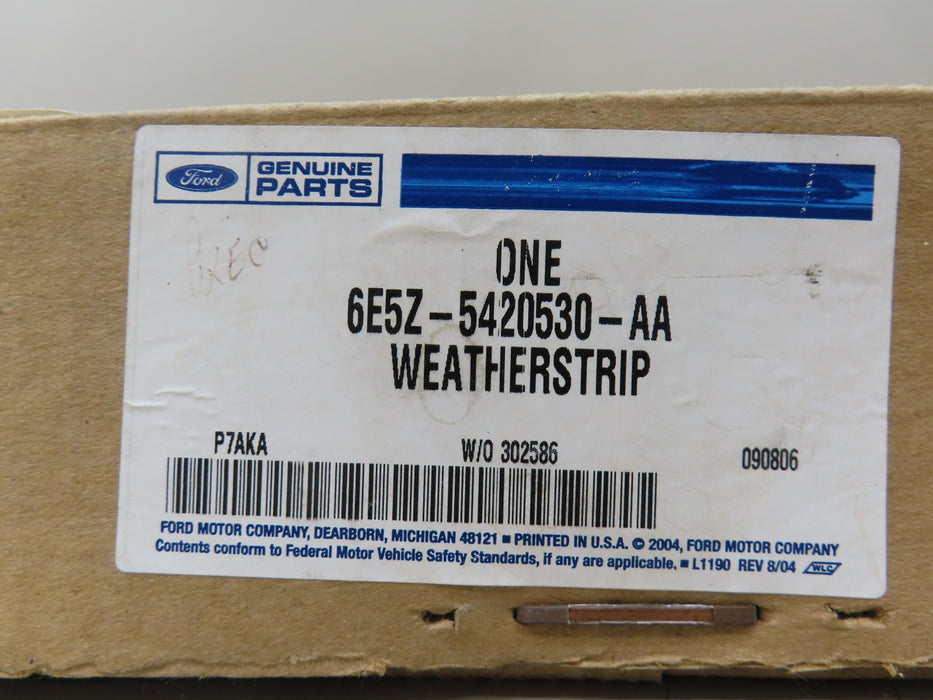 Ford GENUINE PARTS
ONE
6E5Z-5420530-AA
WEATHERSTRIP
P7AKA W/O 302586 090806
FORD MOTOR COMPANY, DEARBORN, MICHIGAN 48121 ■ PRINTED IN U.S.A. © 2004, FORD MOTOR COMPANY
Contents conform to Federal Motor Vehicle Safety Standards, if any are applicable. ■ L1190 REV 8/04 WLC